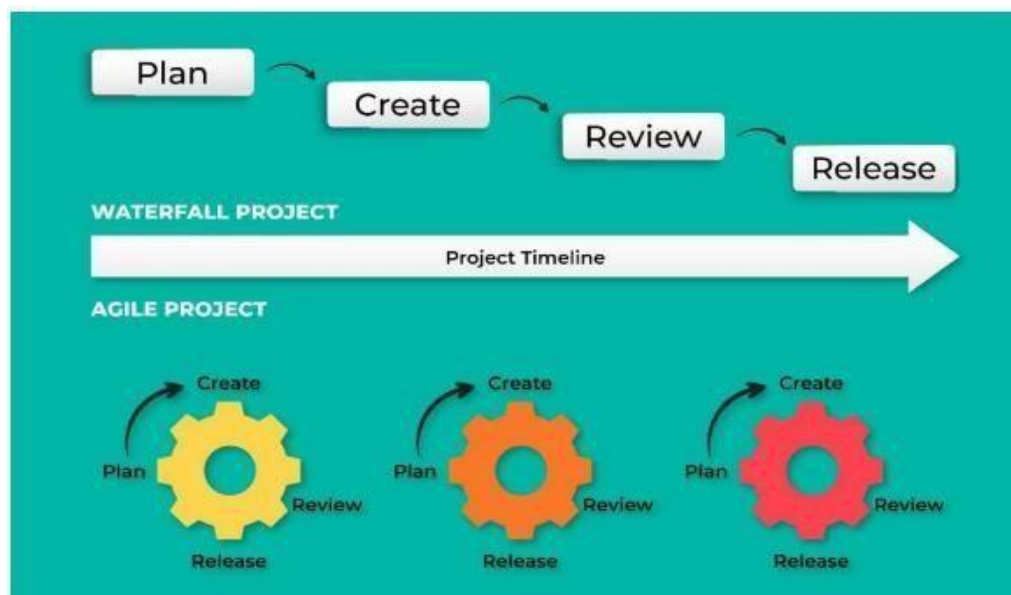 Plan
Create
Review
Release
WATERFALL PROJECT
Project Timeline
AGILE PROJECT
Create
Plan
Review
Release
Create
Plan
Review
Release
Create
Plan
Review
Release